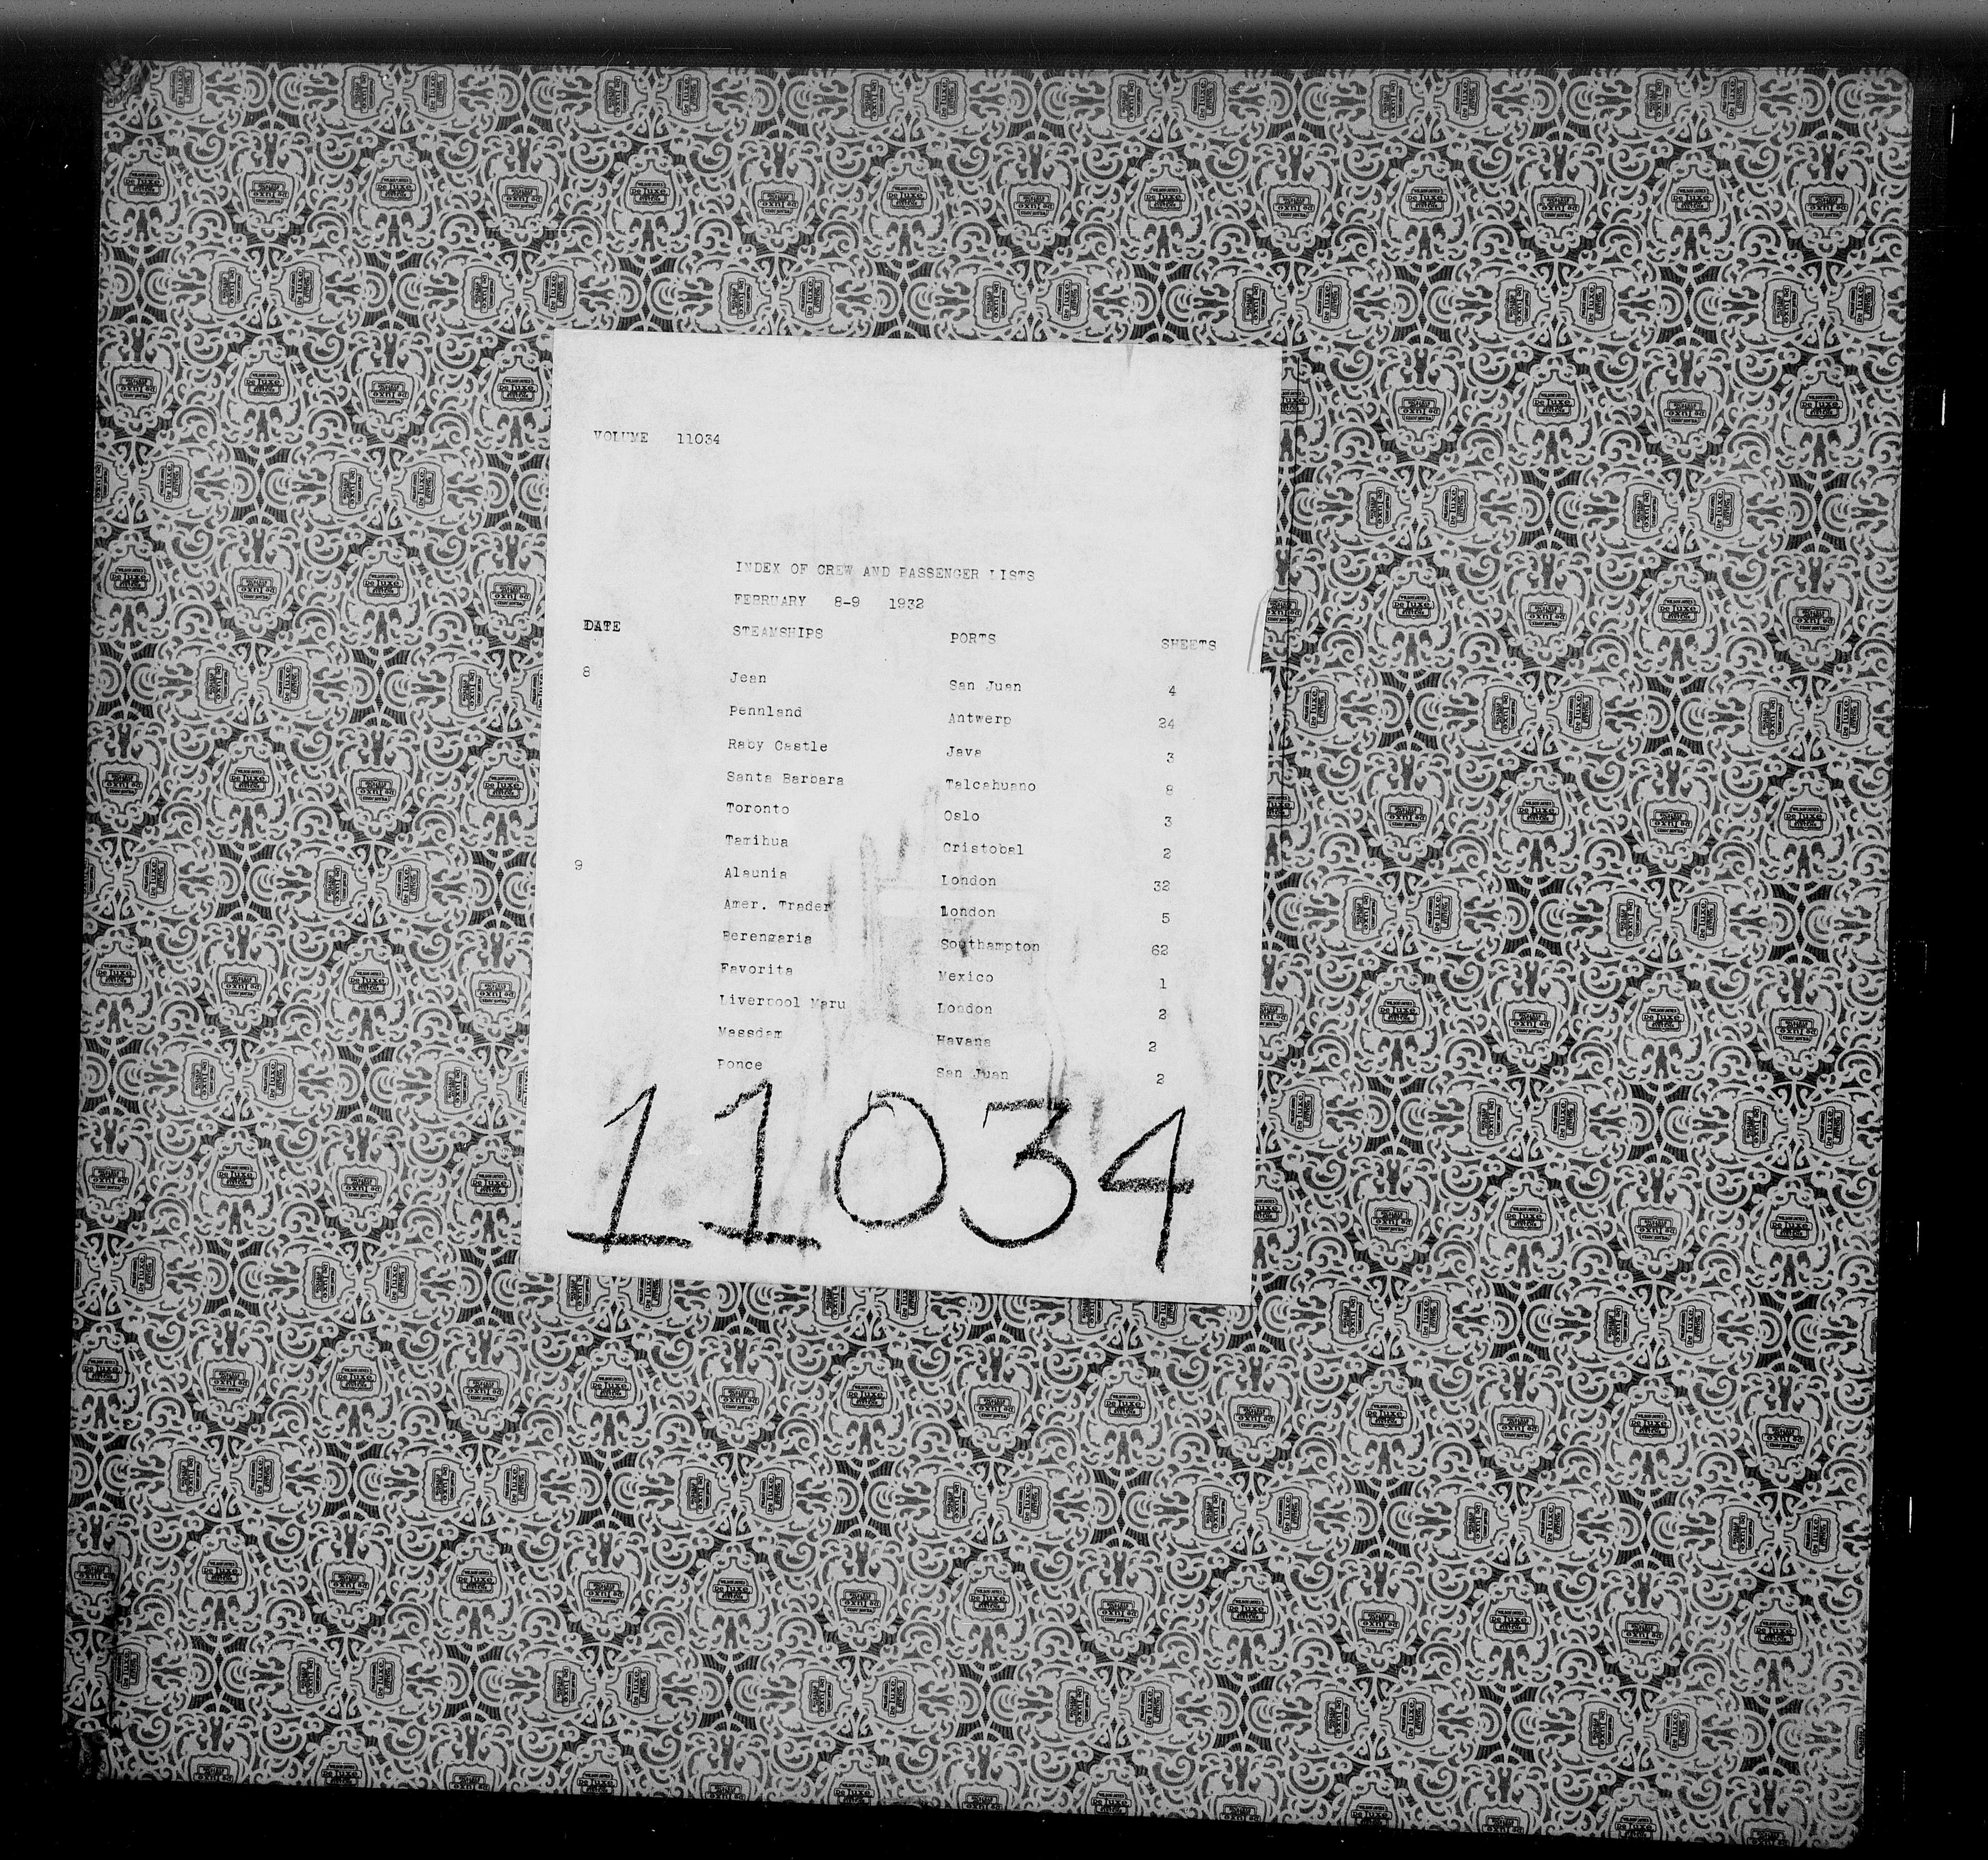 VOLUME 11034
INDEX OF CREW AND PASSENGER LISTS
FEBRUARY 8-9 1932
DATE STEAMSHIPS PORTS SHEETS
8 Jean San Juan 4
Pennland Antwerp 24
Raby Castle Java 3
Santa Barbara Talcahuano 8
Toronto Oslo 3
Tamihua Cristobal 2
9 Alaunia London 32
Amer. Trader London 5
Berengaria Southampton 62
Favorita Mexico 1
Liverpool Maru London 2
Maasdam Havana 2
Ponce San Juan 2
11034